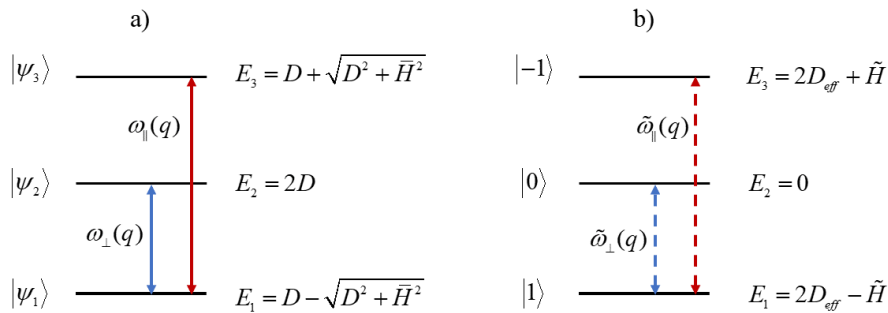 a) b)
|ψ₃⟩ E₃ = D + √(D² + H̄²) |−1⟩ E₃ = 2D_eff + H̃
ω_∥(q) ω̃_∥(q)
|ψ₂⟩ E₂ = 2D |0⟩ E₂ = 0
ω_⊥(q) ω̃_⊥(q)
|ψ₁⟩ E₁ = D − √(D² + H̄²) |1⟩ E₁ = 2D_eff − H̃